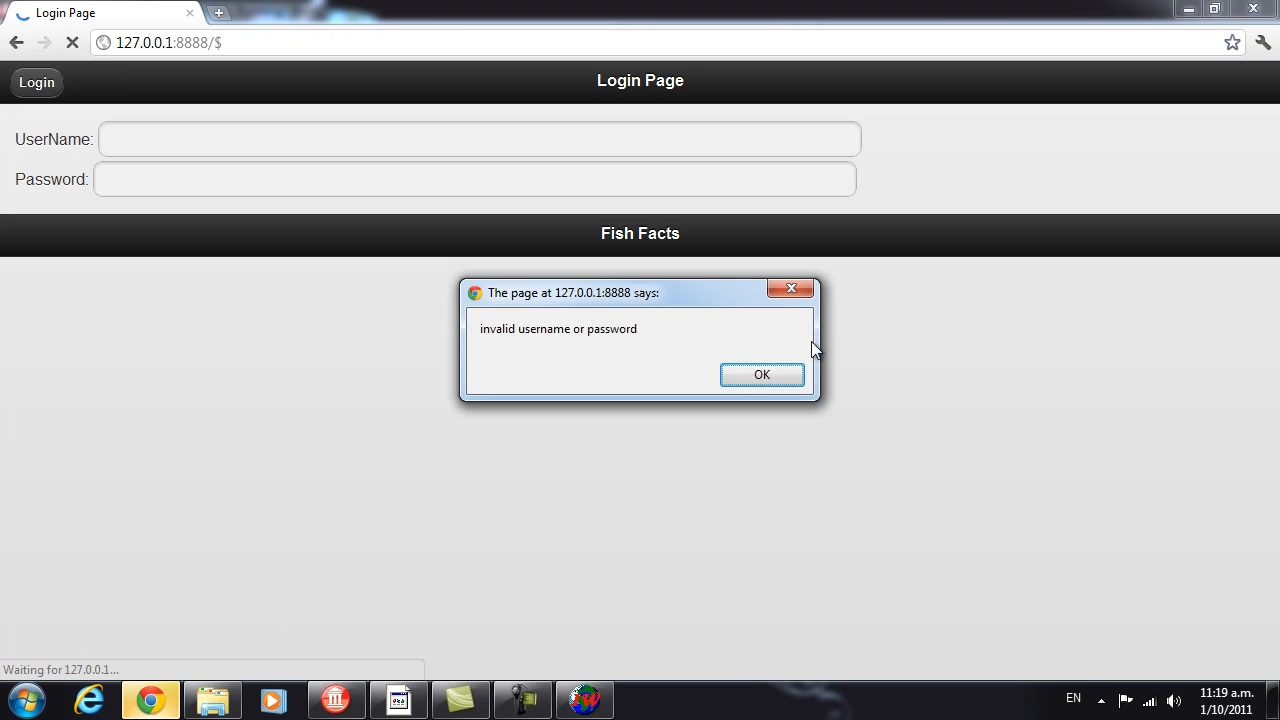 Login Page
127.0.0.1:8888/$
Login
Login Page
UserName:
Password:
Fish Facts
The page at 127.0.0.1:8888 says:
invalid username or password
OK
Waiting for 127.0.0.1...
EN
11:19 a.m.
1/10/2011